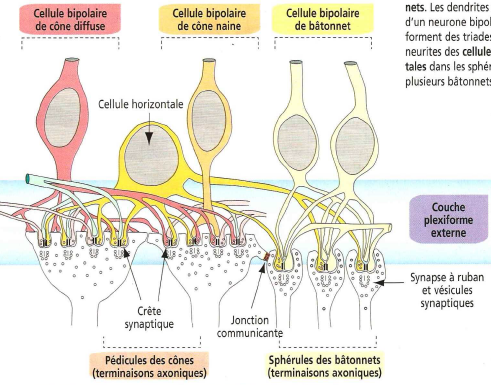 Cellule bipolaire
de cône diffuse
Cellule bipolaire
de cône naine
Cellule bipolaire
de bâtonnet
nets. Les dendrites
d'un neurone bipol
forment des triades
neurites des cellule
tales dans les sphér
plusieurs bâtonnets
Cellule horizontale
Couche
plexiforme
externe
Synapse à ruban
et vésicules
synaptiques
Crête
synaptique
Jonction
communicante
Pédicules des cônes
(terminaisons axoniques)
Sphérules des bâtonnets
(terminaisons axoniques)